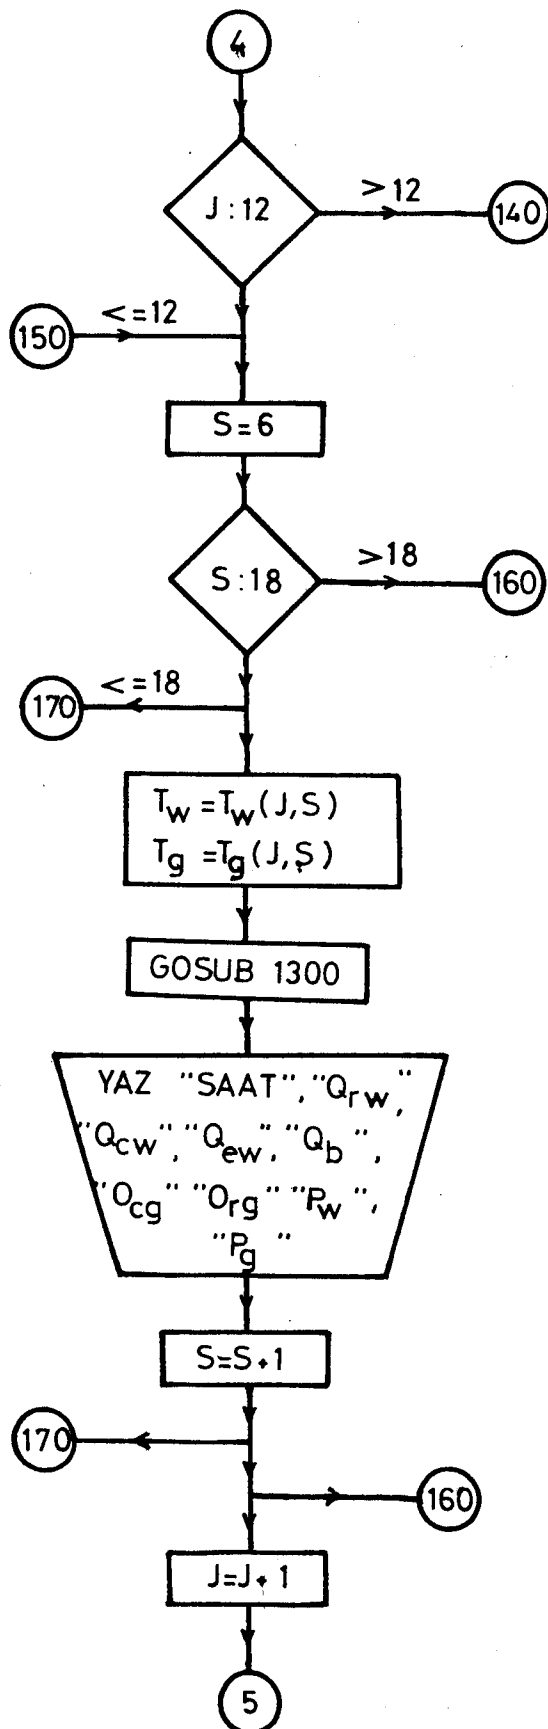 4
J : 12
>12
140
<=12
150
S=6
S : 18
>18
160
<=18
170
Tw = Tw(J,S)
Tg = Tg(J,S)
GOSUB 1300
YAZ "SAAT", "Qrw,"
"Qcw", "Qew", "Qb ",
"Ocg" "Org" "Pw ",
"Pg "
S=S+1
170
160
J=J+1
5